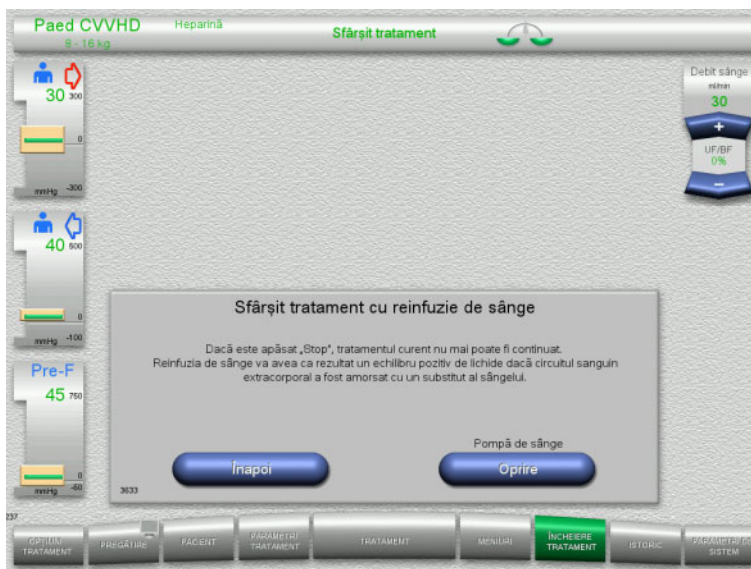 Paed CVVHD
8 - 16 kg
Heparină
Sfârșit tratament
30 300
0
mmHg -300
40 500
0
mmHg -100
Pre-F
45 750
0
mmHg -50
Debit sânge
ml/min
30
+
UF/BF
0%
−
Sfârșit tratament cu reinfuzie de sânge
Dacă este apăsat „Stop”, tratamentul curent nu mai poate fi continuat.
Reinfuzia de sânge va avea ca rezultat un echilibru pozitiv de lichide dacă circuitul sanguin
extracorporal a fost amorsat cu un substitut al sângelui.
Pompă de sânge
Înapoi
Oprire
3633
237
OPȚIUNI
TRATAMENT
PREGĂTIRE
PACIENT
PARAMETRI
TRATAMENT
TRATAMENT
MENIURI
ÎNCHEIERE
TRATAMENT
ISTORIC
PARAMETRI DE
SISTEM